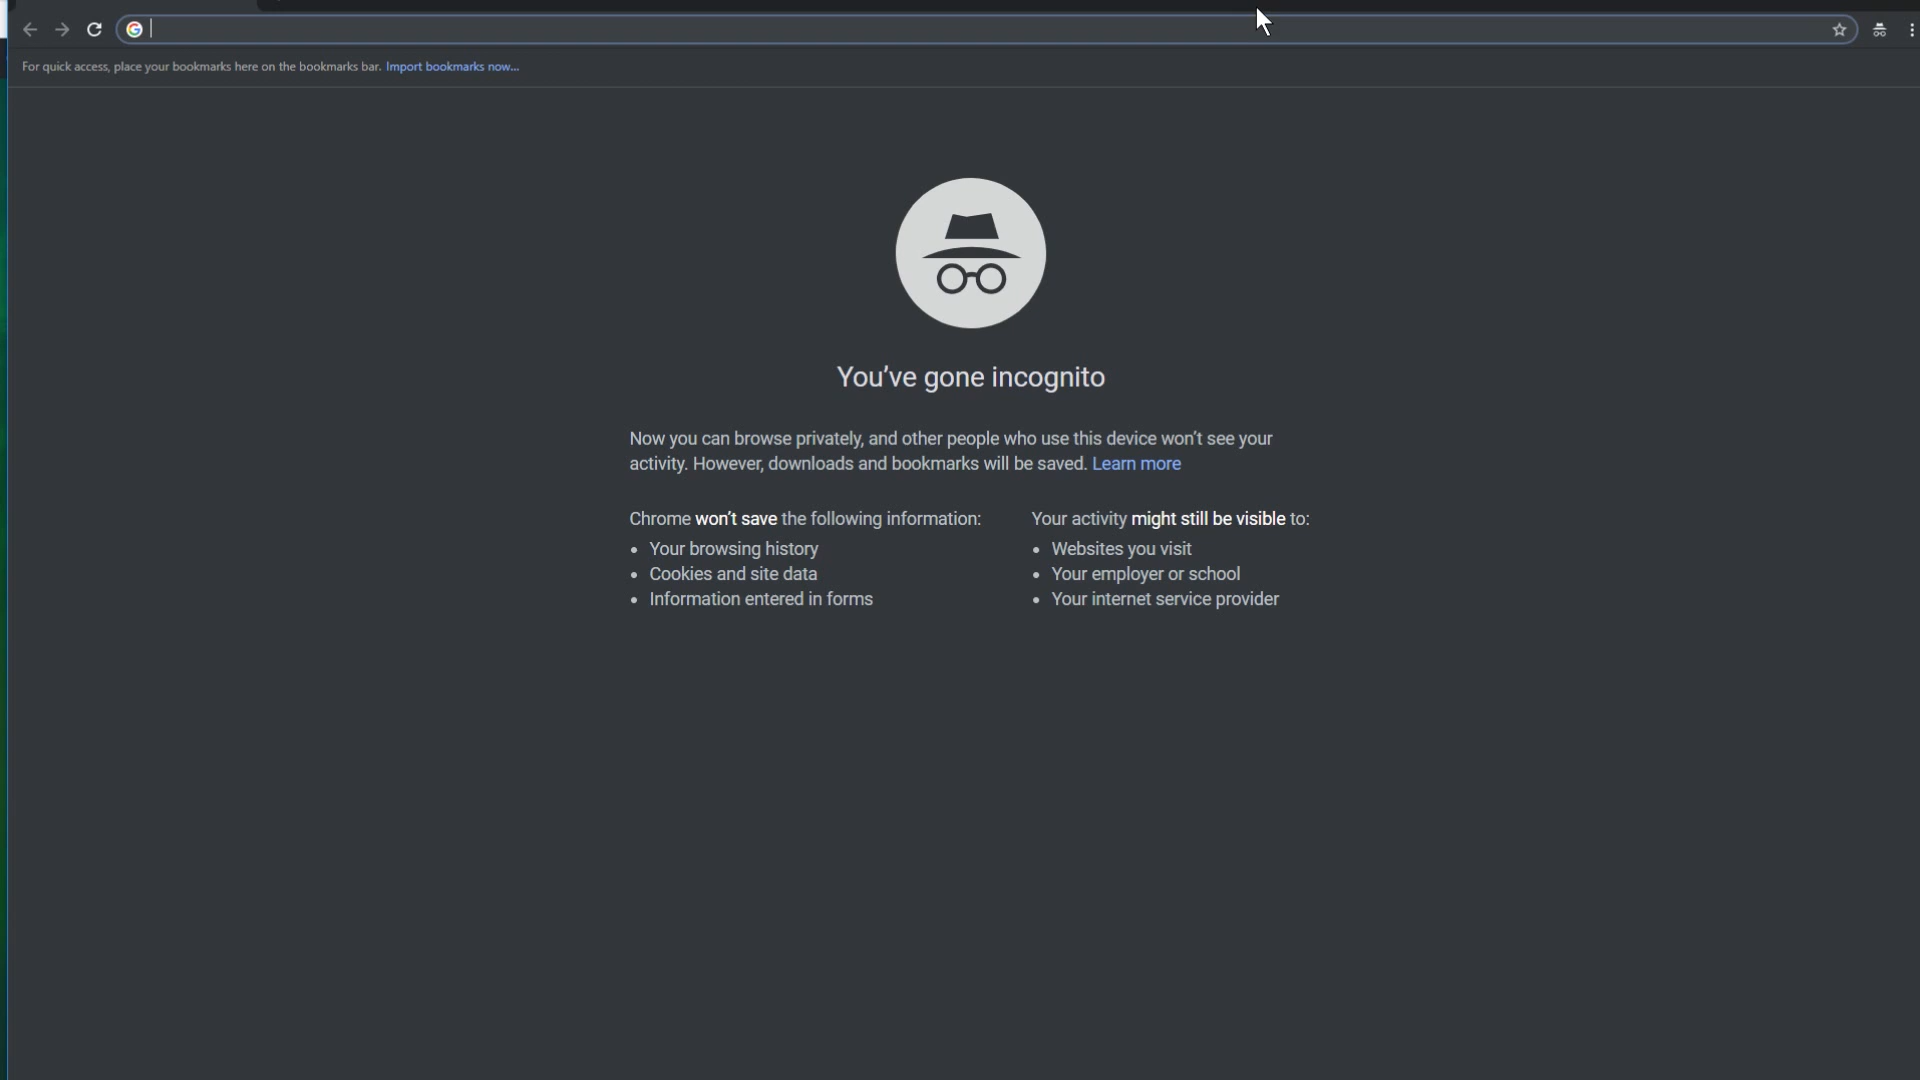 For quick access, place your bookmarks here on the bookmarks bar. Import bookmarks now...
You've gone incognito
Now you can browse privately, and other people who use this device won't see your
activity. However, downloads and bookmarks will be saved. Learn more
Chrome won't save the following information:
• Your browsing history
• Cookies and site data
• Information entered in forms
Your activity might still be visible to:
• Websites you visit
• Your employer or school
• Your internet service provider